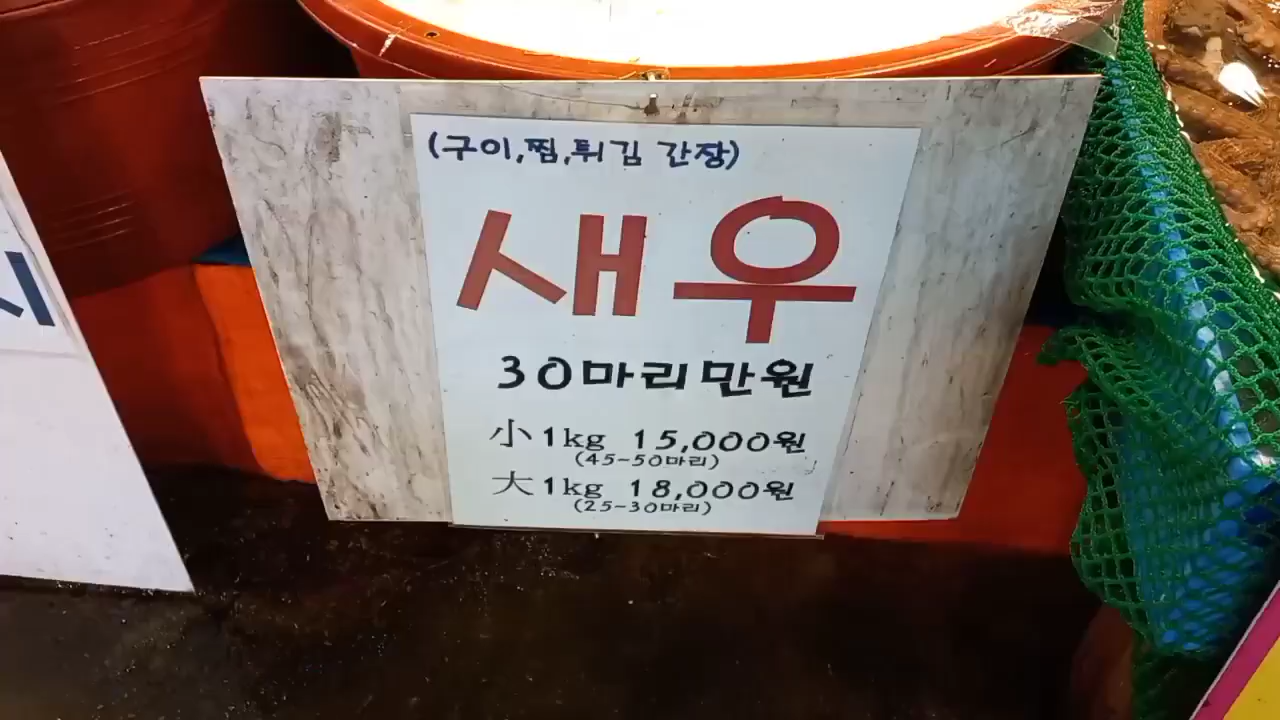 (구이,찜,튀김 간장)
새우
30마리만원
小 1kg 15,000원
(45-50마리)
大 1kg 18,000원
(25-30마리)
시